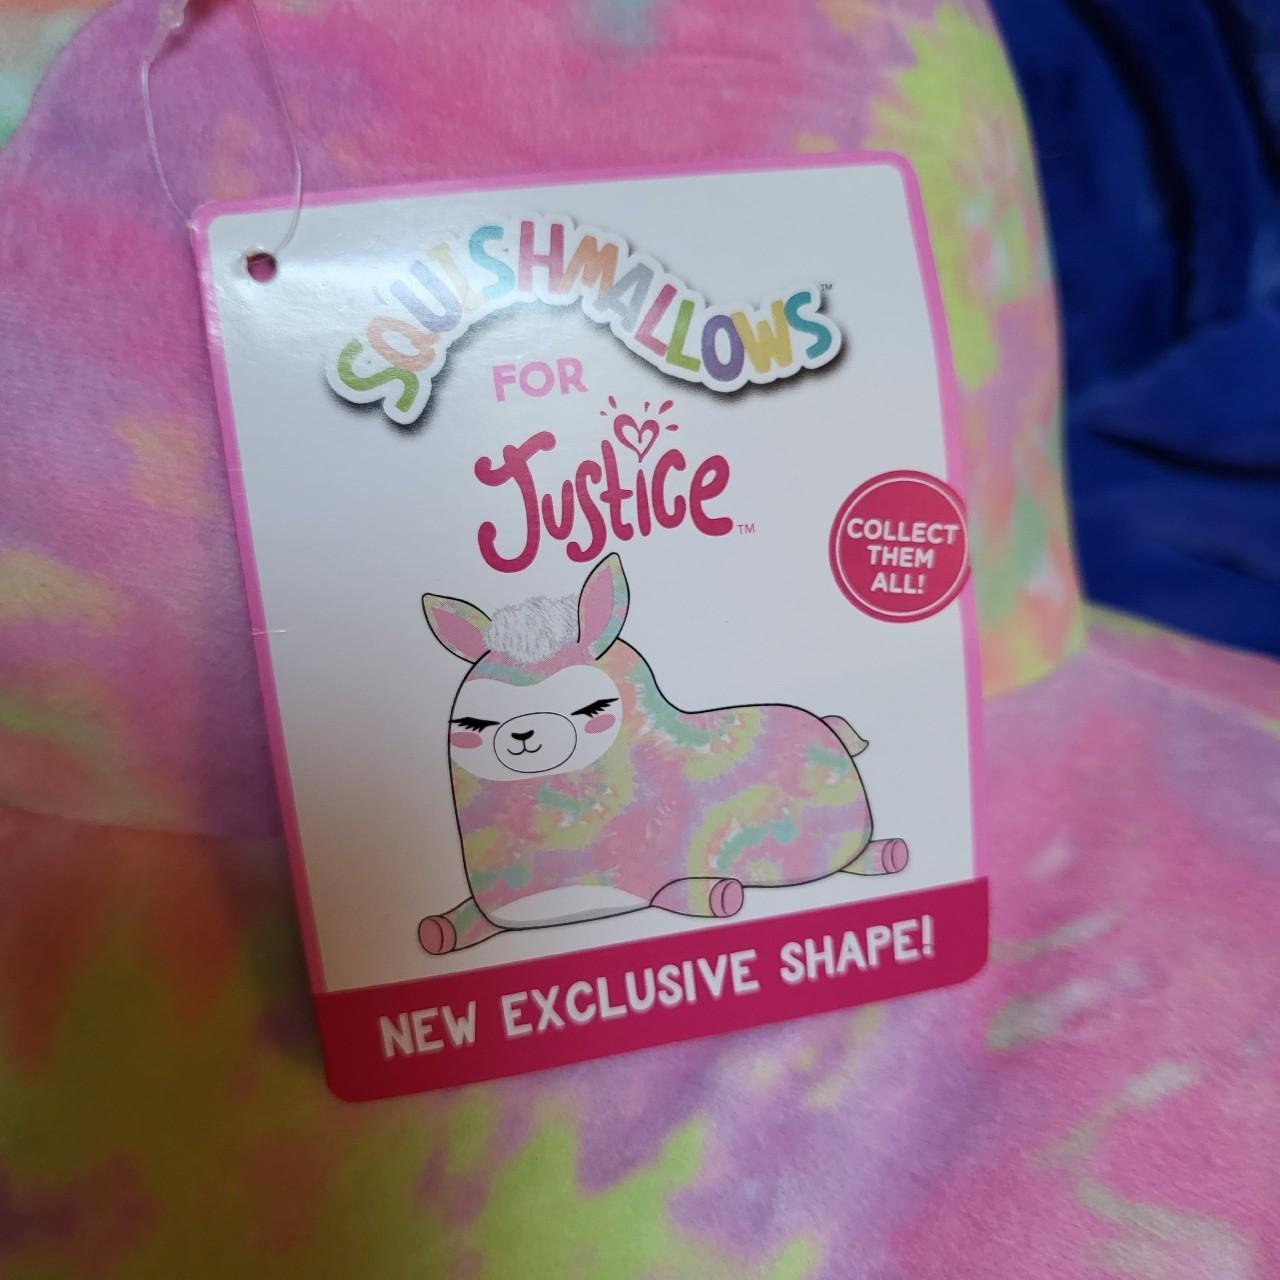 SQUISHMALLOWS™
FOR
Justice™
COLLECT
THEM
ALL!
NEW EXCLUSIVE SHAPE!